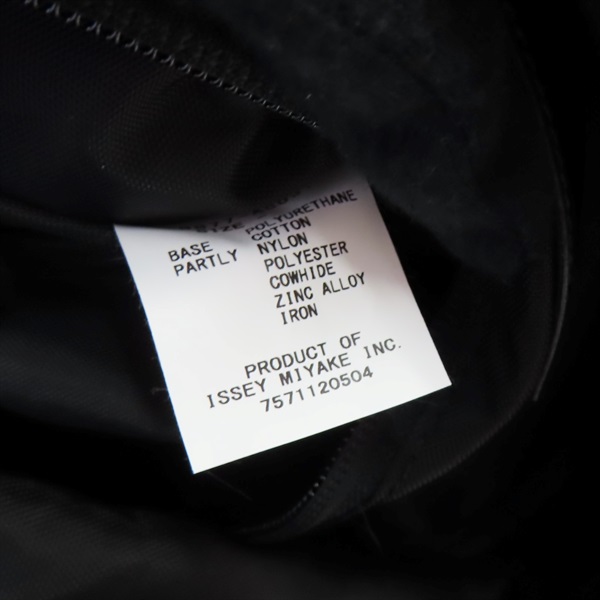 POLYURETHANE
BASE COTTON
PARTLY NYLON
POLYESTER
COWHIDE
ZINC ALLOY
IRON
PRODUCT OF
ISSEY MIYAKE INC.
7571120504